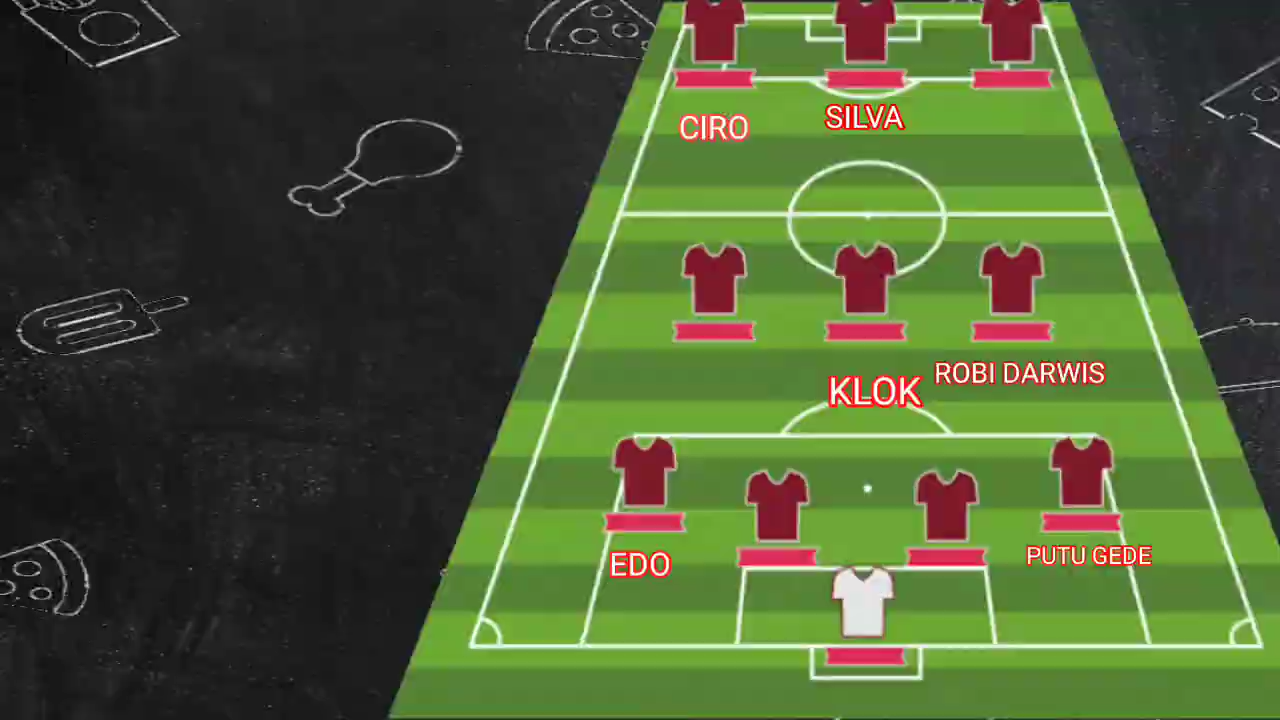 CIRO
SILVA
KLOK
ROBI DARWIS
EDO
PUTU GEDE